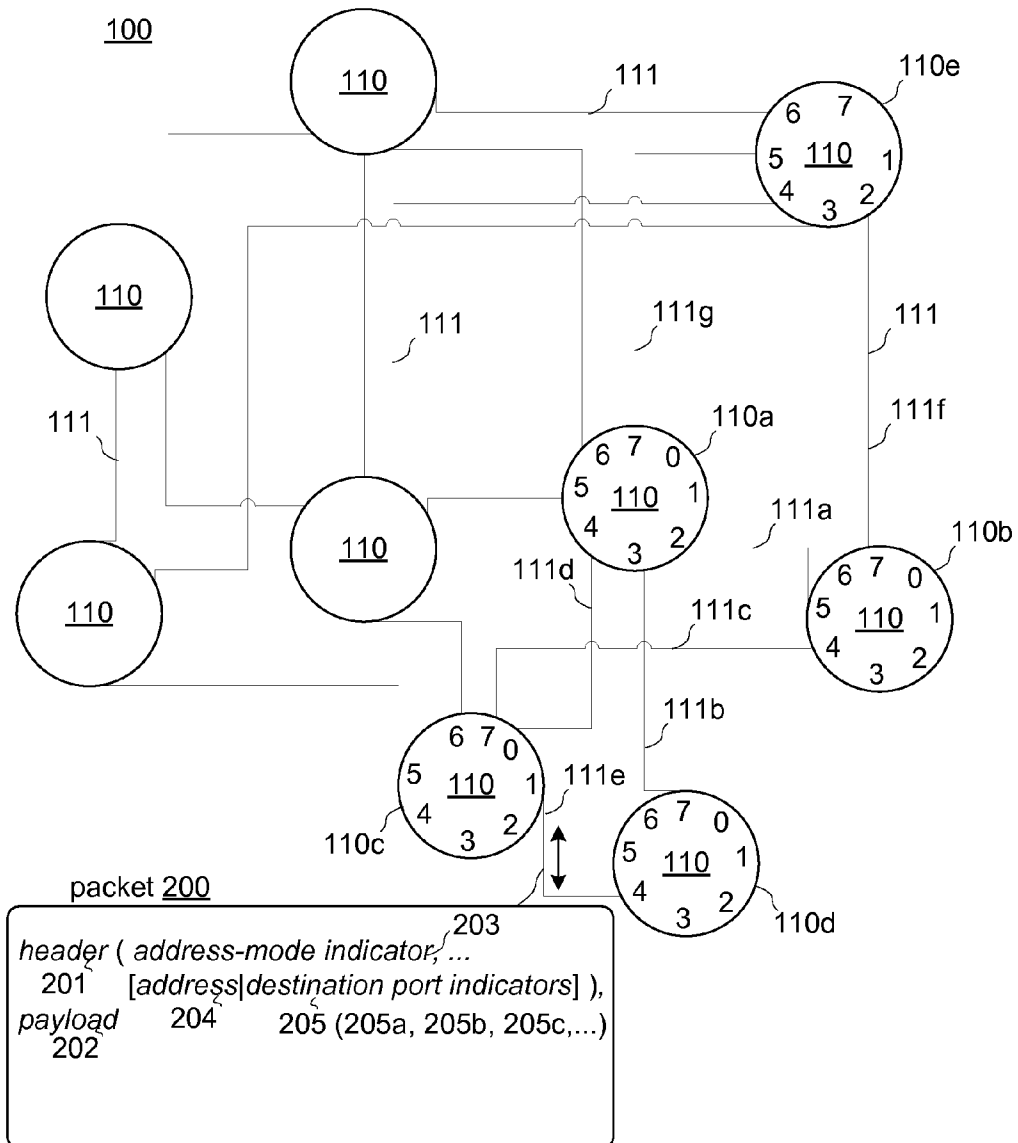 100
110
111
110e
6 7
5 110 1
4 3 2
110
111
111g
111
111f
111
110a
7
6 0
5 110 1
4 3 2
111a
110
110
111d
110b
7
6 0
5 110 1
4 3 2
111c
111b
6 7 0
5 110 1
4 3 2
111e
110c
7
6 0
5 110 1
4 3 2
110d
packet 200
203
header ( address-mode indicator, ...
201 [address|destination port indicators] ),
payload 204 205 (205a, 205b, 205c,...)
202